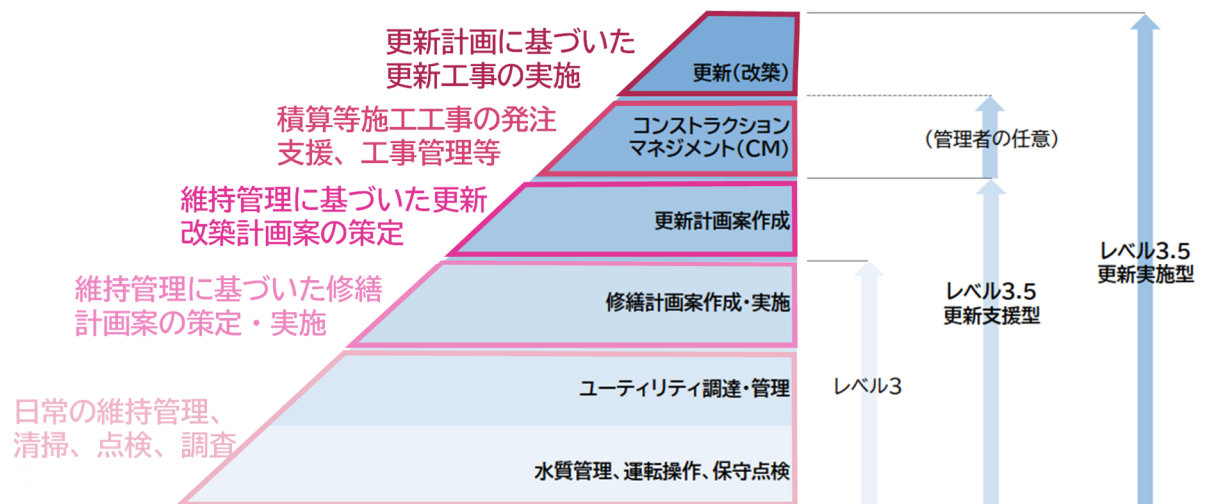 更新計画に基づいた
更新工事の実施
更新(改築)
積算等施工工事の発注
支援、工事管理等
コンストラクション
マネジメント(CM)
(管理者の任意)
維持管理に基づいた更新
改築計画案の策定
更新計画案作成
レベル3.5
更新実施型
維持管理に基づいた修繕
計画案の策定・実施
修繕計画案作成・実施
レベル3.5
更新支援型
ユーティリティ調達・管理
レベル3
日常の維持管理、
清掃、点検、調査
水質管理、運転操作、保守点検